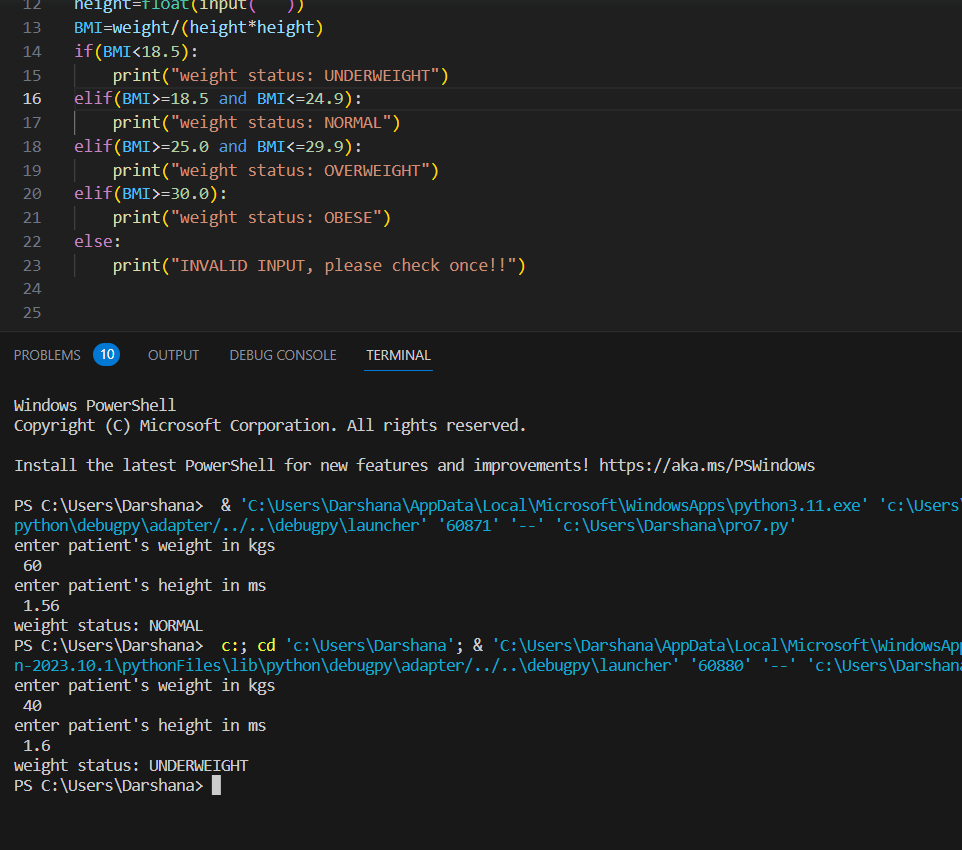 12 height=float(input(" "))
13 BMI=weight/(height*height)
14 if(BMI<18.5):
15     print("weight status: UNDERWEIGHT")
16 elif(BMI>=18.5 and BMI<=24.9):
17     print("weight status: NORMAL")
18 elif(BMI>=25.0 and BMI<=29.9):
19     print("weight status: OVERWEIGHT")
20 elif(BMI>=30.0):
21     print("weight status: OBESE")
22 else:
23     print("INVALID INPUT, please check once!!")
24
25
PROBLEMS 10 OUTPUT DEBUG CONSOLE TERMINAL
Windows PowerShell
Copyright (C) Microsoft Corporation. All rights reserved.
Install the latest PowerShell for new features and improvements! https://aka.ms/PSWindows
PS C:\Users\Darshana>  & 'C:\Users\Darshana\AppData\Local\Microsoft\WindowsApps\python3.11.exe' 'c:\Users\
python\debugpy\adapter/../..\debugpy\launcher' '60871' '--' 'c:\Users\Darshana\pro7.py'
enter patient's weight in kgs
 60
enter patient's height in ms
 1.56
weight status: NORMAL
PS C:\Users\Darshana>  c:; cd 'c:\Users\Darshana'; & 'C:\Users\Darshana\AppData\Local\Microsoft\WindowsApp
n-2023.10.1\pythonFiles\lib\python\debugpy\adapter/../..\debugpy\launcher' '60880' '--' 'c:\Users\Darshana
enter patient's weight in kgs
 40
enter patient's height in ms
 1.6
weight status: UNDERWEIGHT
PS C:\Users\Darshana>